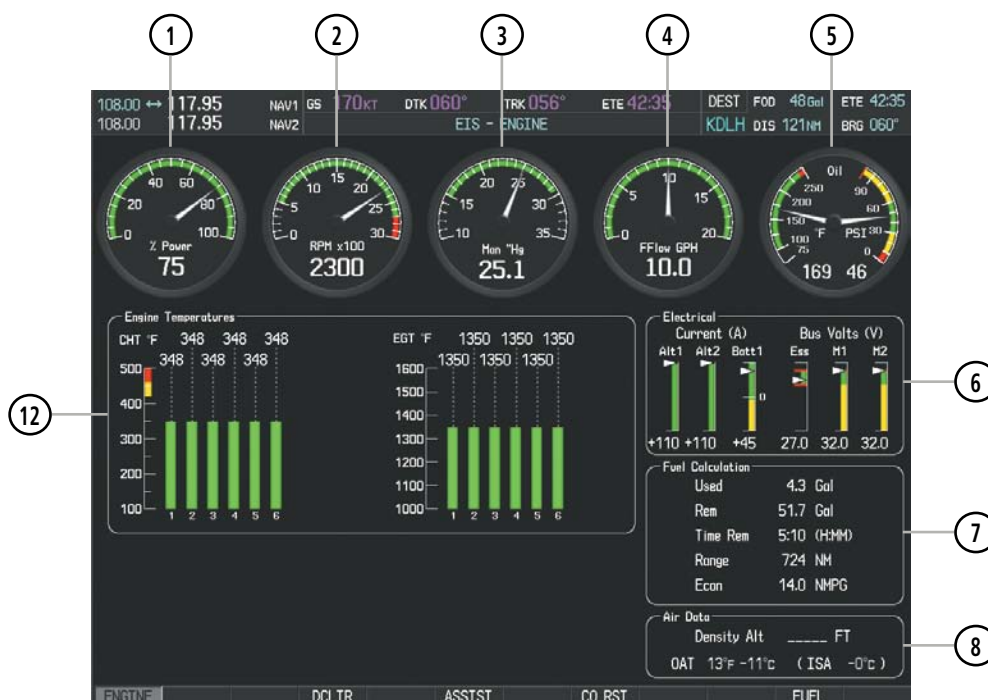 1 2 3 4 5
108.00 ↔ 117.95 NAV1 GS 170KT DTK 060° TRK 056° ETE 42:35 DEST FOD 48Gal ETE 42:35
108.00 117.95 NAV2 EIS - ENGINE KDLH DIS 121NM BRG 060°
0 20 40 60 80 100
% Power
75
0 5 10 15 20 25 30
RPM x100
2300
10 15 20 25 30 35
Man "Hg
25.1
0 5 10 15 20
FFlow GPH
10.0
Oil
250 200 150 100 75 °F
90 60 30 0 PSI
169 46
Engine Temperatures
CHT °F 348 348 348
348 348 348
500
400
300
200
100
1 2 3 4 5 6
EGT °F 1350 1350 1350
1350 1350 1350
1600
1500
1400
1300
1200
1100
1000
1 2 3 4 5 6
12
Electrical
Current (A) Bus Volts (V)
Alt1 Alt2 Batt1 Ess M1 M2
0
+110 +110 +45 27.0 32.0 32.0
6
Fuel Calculation
Used 4.3 Gal
Rem 51.7 Gal
Time Rem 5:10 (H:MM)
Range 724 NM
Econ 14.0 NMPG
7
Air Data
Density Alt _____ FT
OAT 13°F -11°C ( ISA -0°C )
8
ENGINE DCLTR ASSIST CO RST FUEL